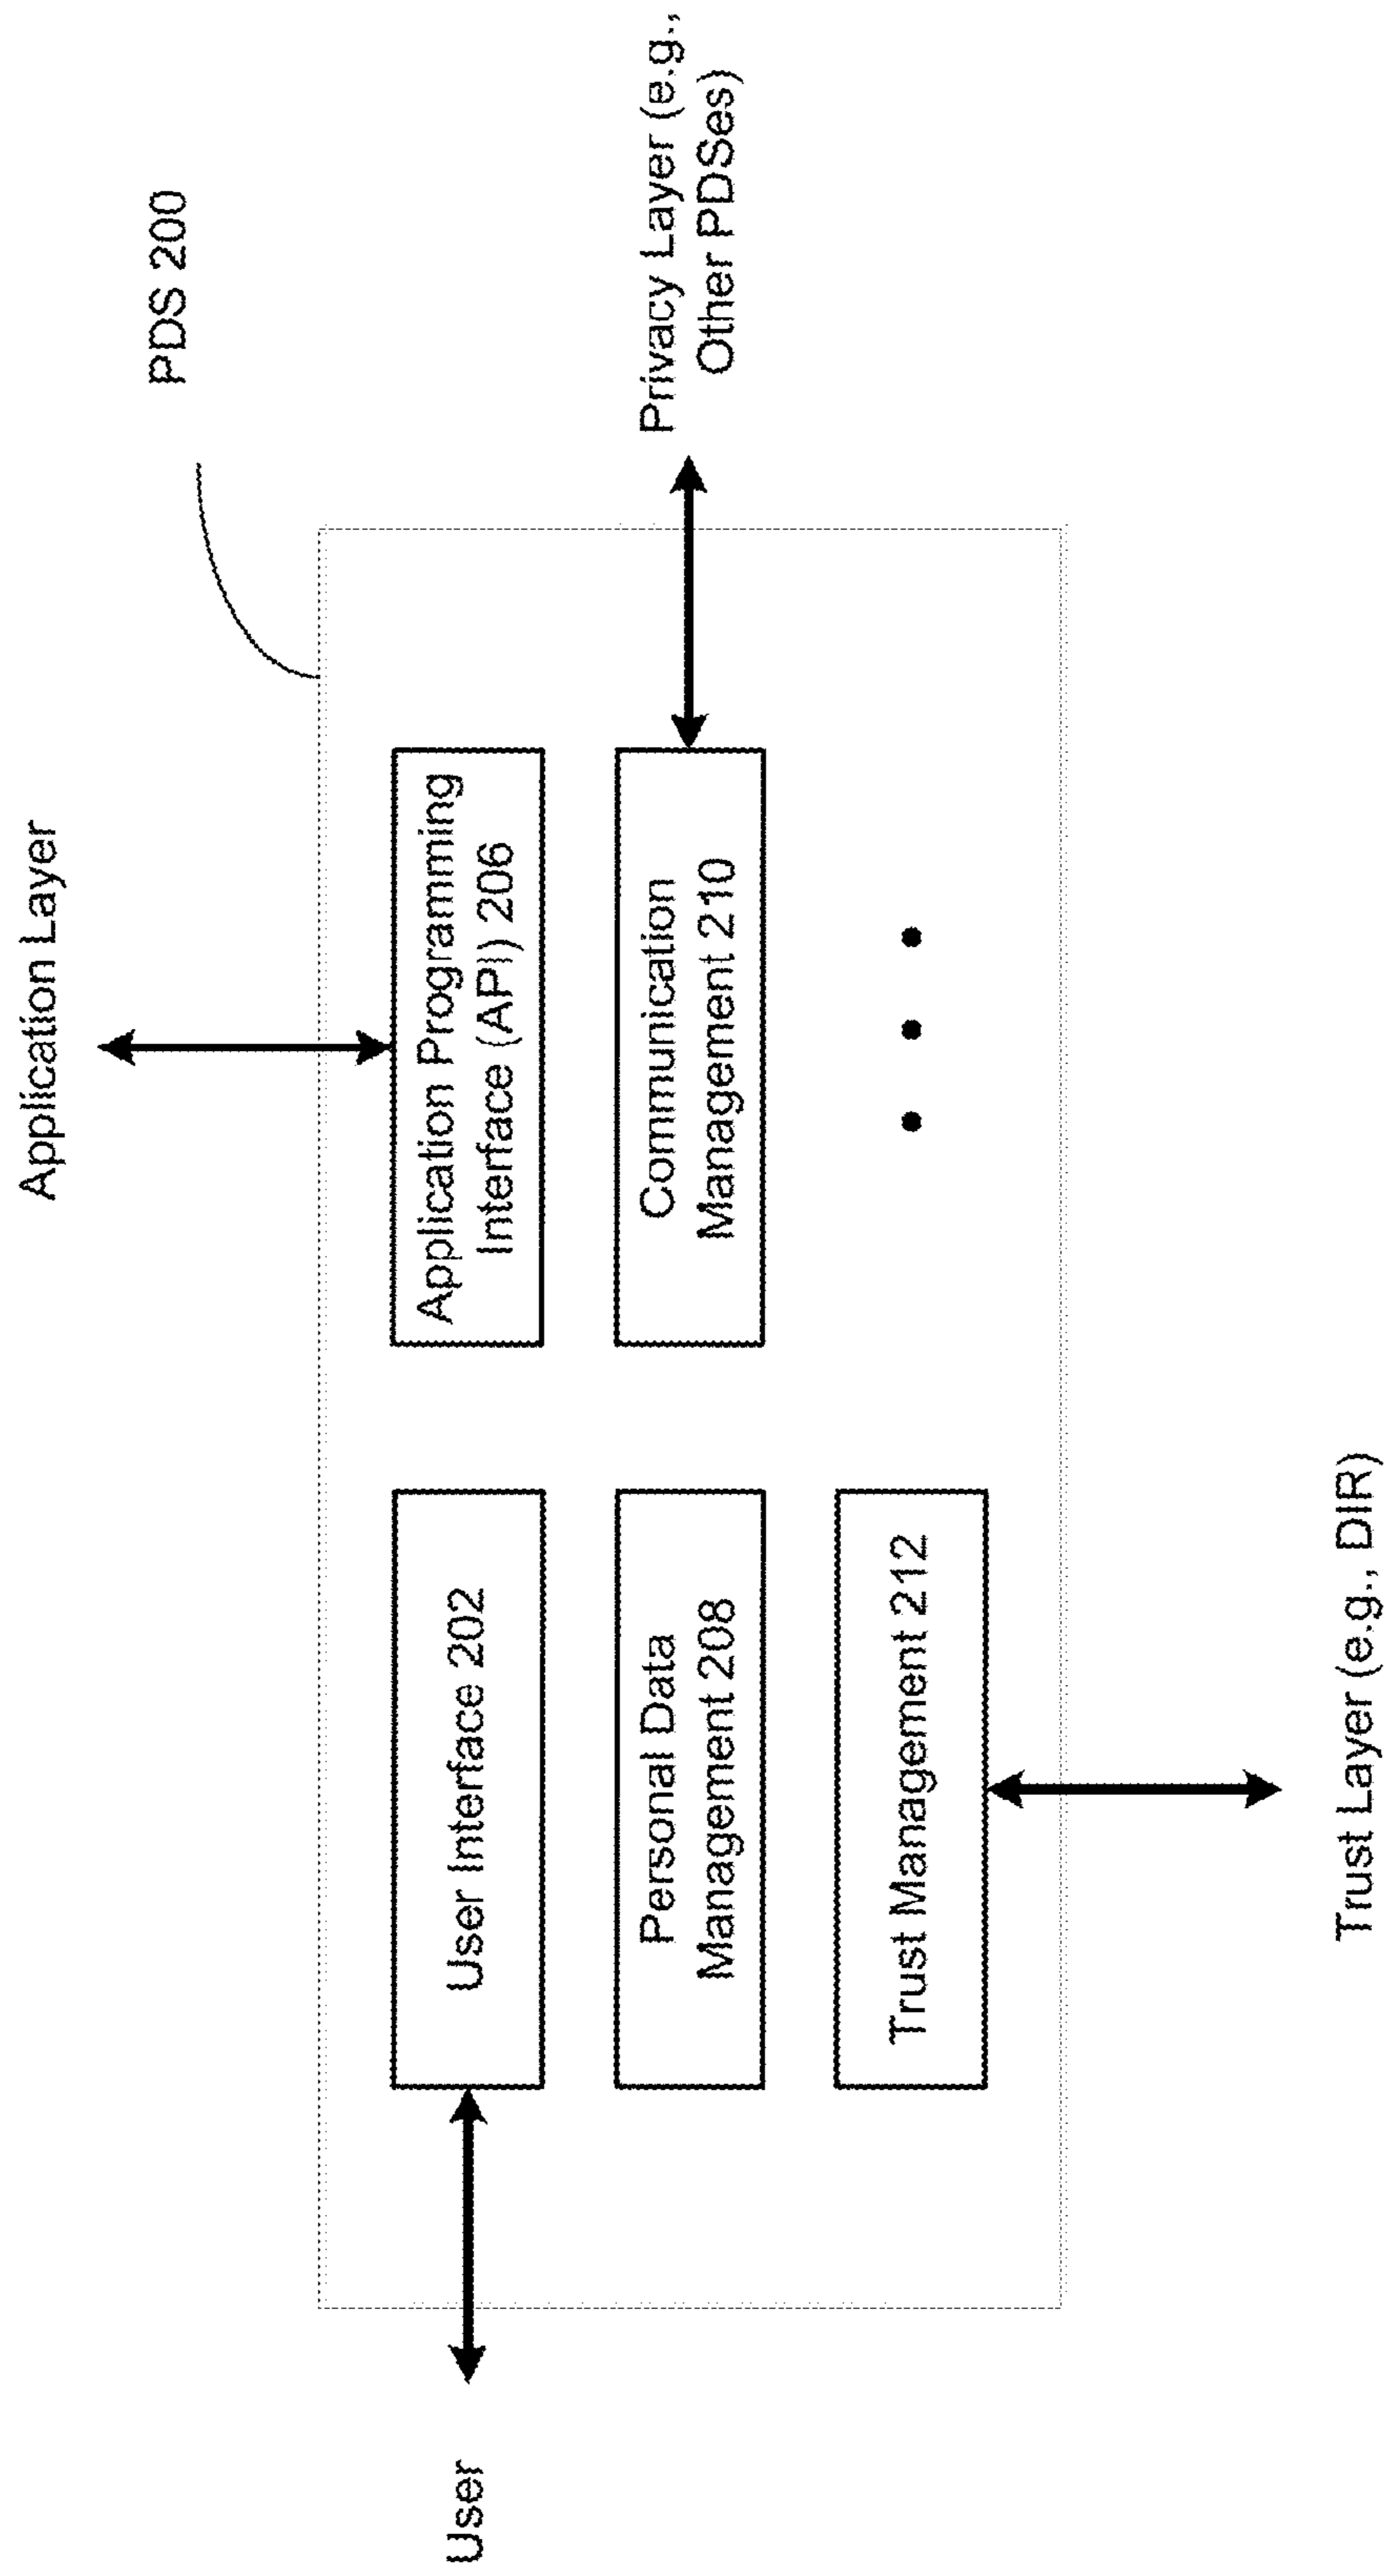 Application Layer
PDS 200
User
User Interface 202
Application Programming
Interface (API) 206
Personal Data
Management 208
Communication
Management 210
Privacy Layer (e.g.,
Other PDSes)
Trust Management 212
Trust Layer (e.g., DIR)